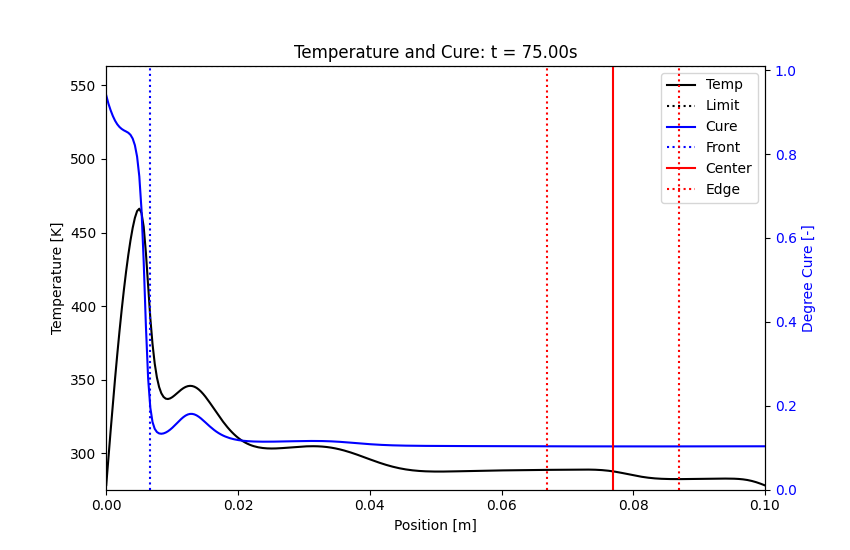 Temperature and Cure: t = 75.00s
550
500
450
400
350
300
Temperature [K]
1.0
0.8
0.6
0.4
0.2
0.0
Degree Cure [-]
Temp
Limit
Cure
Front
Center
Edge
0.00
0.02
0.04
0.06
0.08
0.10
Position [m]